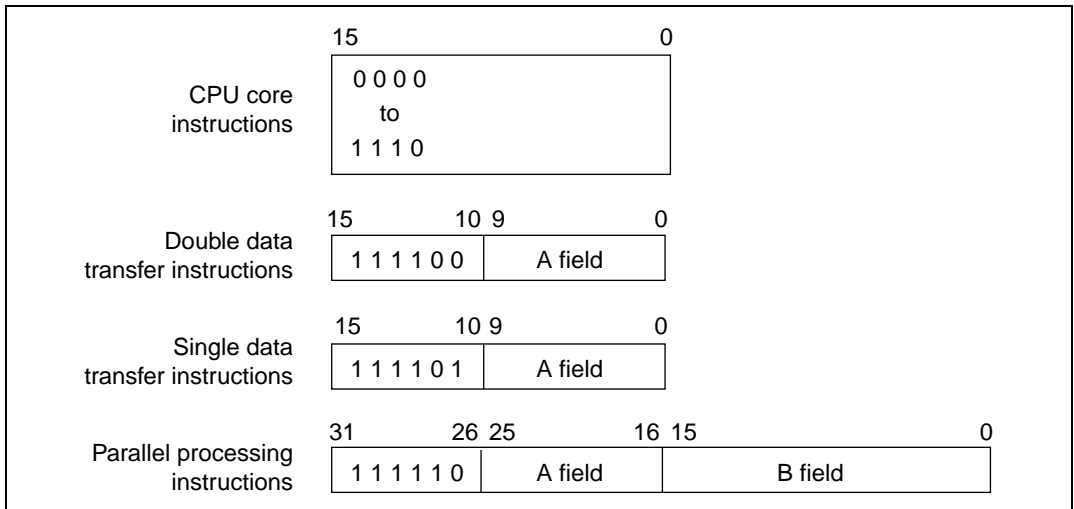 15 0
CPU core
instructions
0 0 0 0
to
1 1 1 0
15 10 9 0
Double data
transfer instructions
1 1 1 1 0 0 A field
15 10 9 0
Single data
transfer instructions
1 1 1 1 0 1 A field
31 26 25 16 15 0
Parallel processing
instructions
1 1 1 1 1 0 A field B field